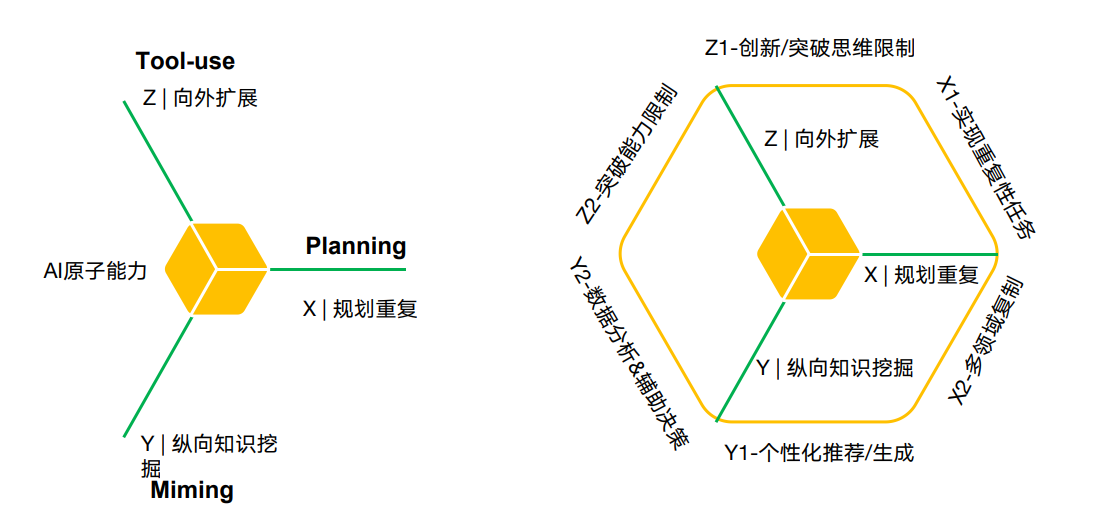 Tool-use
Z | 向外扩展
AI原子能力
Planning
X | 规划重复
Y | 纵向知识挖
掘
Miming
Z1-创新/突破思维限制
X1-实现重复性任务
Z2-突破能力限制
Z | 向外扩展
X | 规划重复
Y2-数据分析&辅助决策
X2-多领域复制
Y | 纵向知识挖掘
Y1-个性化推荐/生成